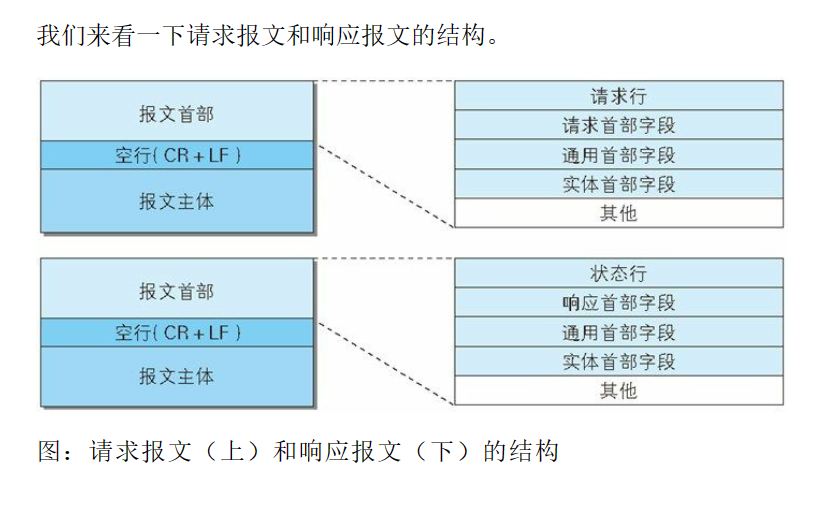 我们来看一下请求报文和响应报文的结构。
报文首部
空行(CR+LF)
报文主体
请求行
请求首部字段
通用首部字段
实体首部字段
其他
报文首部
空行(CR+LF)
报文主体
状态行
响应首部字段
通用首部字段
实体首部字段
其他
图：请求报文（上）和响应报文（下）的结构